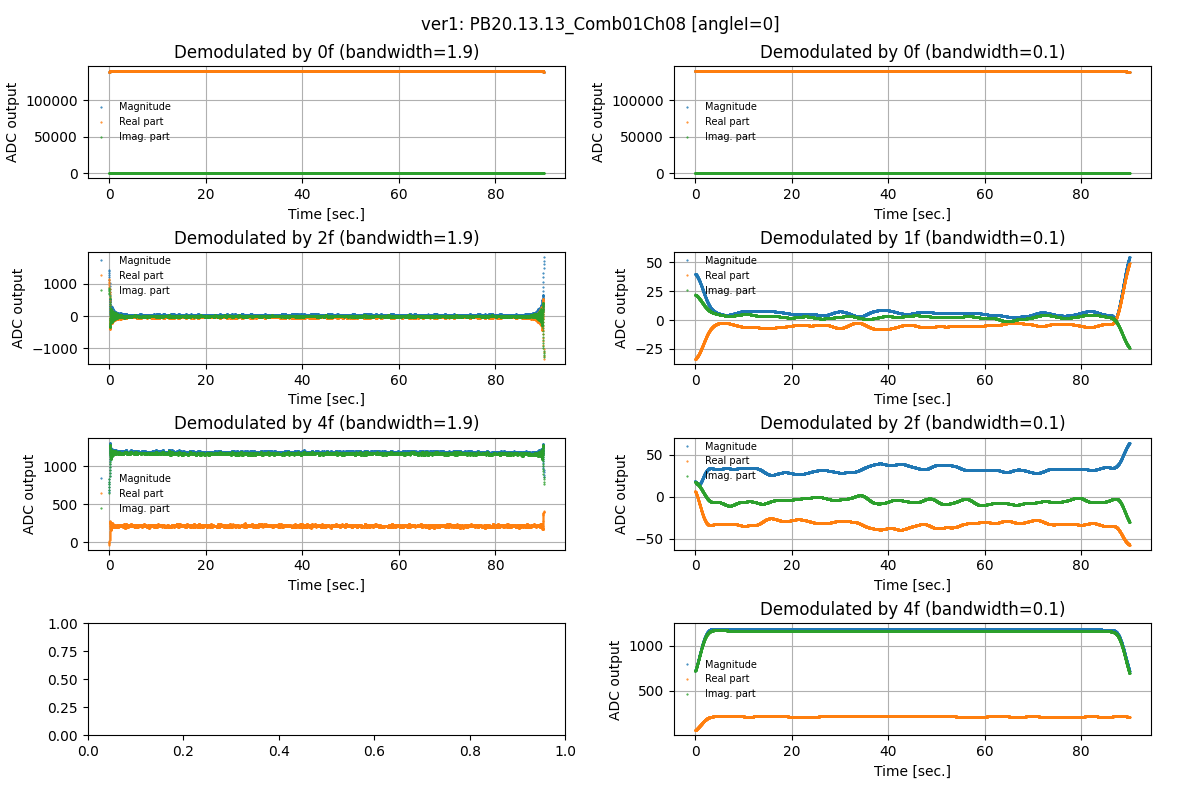 ver1: PB20.13.13_Comb01Ch08 [angleI=0]
Demodulated by 0f (bandwidth=1.9)
ADC output
100000
50000
0
Magnitude
Real part
Imag. part
0 20 40 60 80
Time [sec.]
Demodulated by 0f (bandwidth=0.1)
ADC output
100000
50000
0
Magnitude
Real part
Imag. part
0 20 40 60 80
Time [sec.]
Demodulated by 2f (bandwidth=1.9)
ADC output
1000
0
−1000
Magnitude
Real part
Imag. part
0 20 40 60 80
Time [sec.]
Demodulated by 1f (bandwidth=0.1)
ADC output
50
25
0
−25
Magnitude
Real part
Imag. part
0 20 40 60 80
Time [sec.]
Demodulated by 4f (bandwidth=1.9)
ADC output
1000
500
0
Magnitude
Real part
Imag. part
0 20 40 60 80
Time [sec.]
Demodulated by 2f (bandwidth=0.1)
ADC output
50
0
−50
Magnitude
Real part
Imag. part
0 20 40 60 80
Time [sec.]
1.00
0.75
0.50
0.25
0.00
0.0 0.2 0.4 0.6 0.8 1.0
Demodulated by 4f (bandwidth=0.1)
ADC output
1000
500
Magnitude
Real part
Imag. part
0 20 40 60 80
Time [sec.]